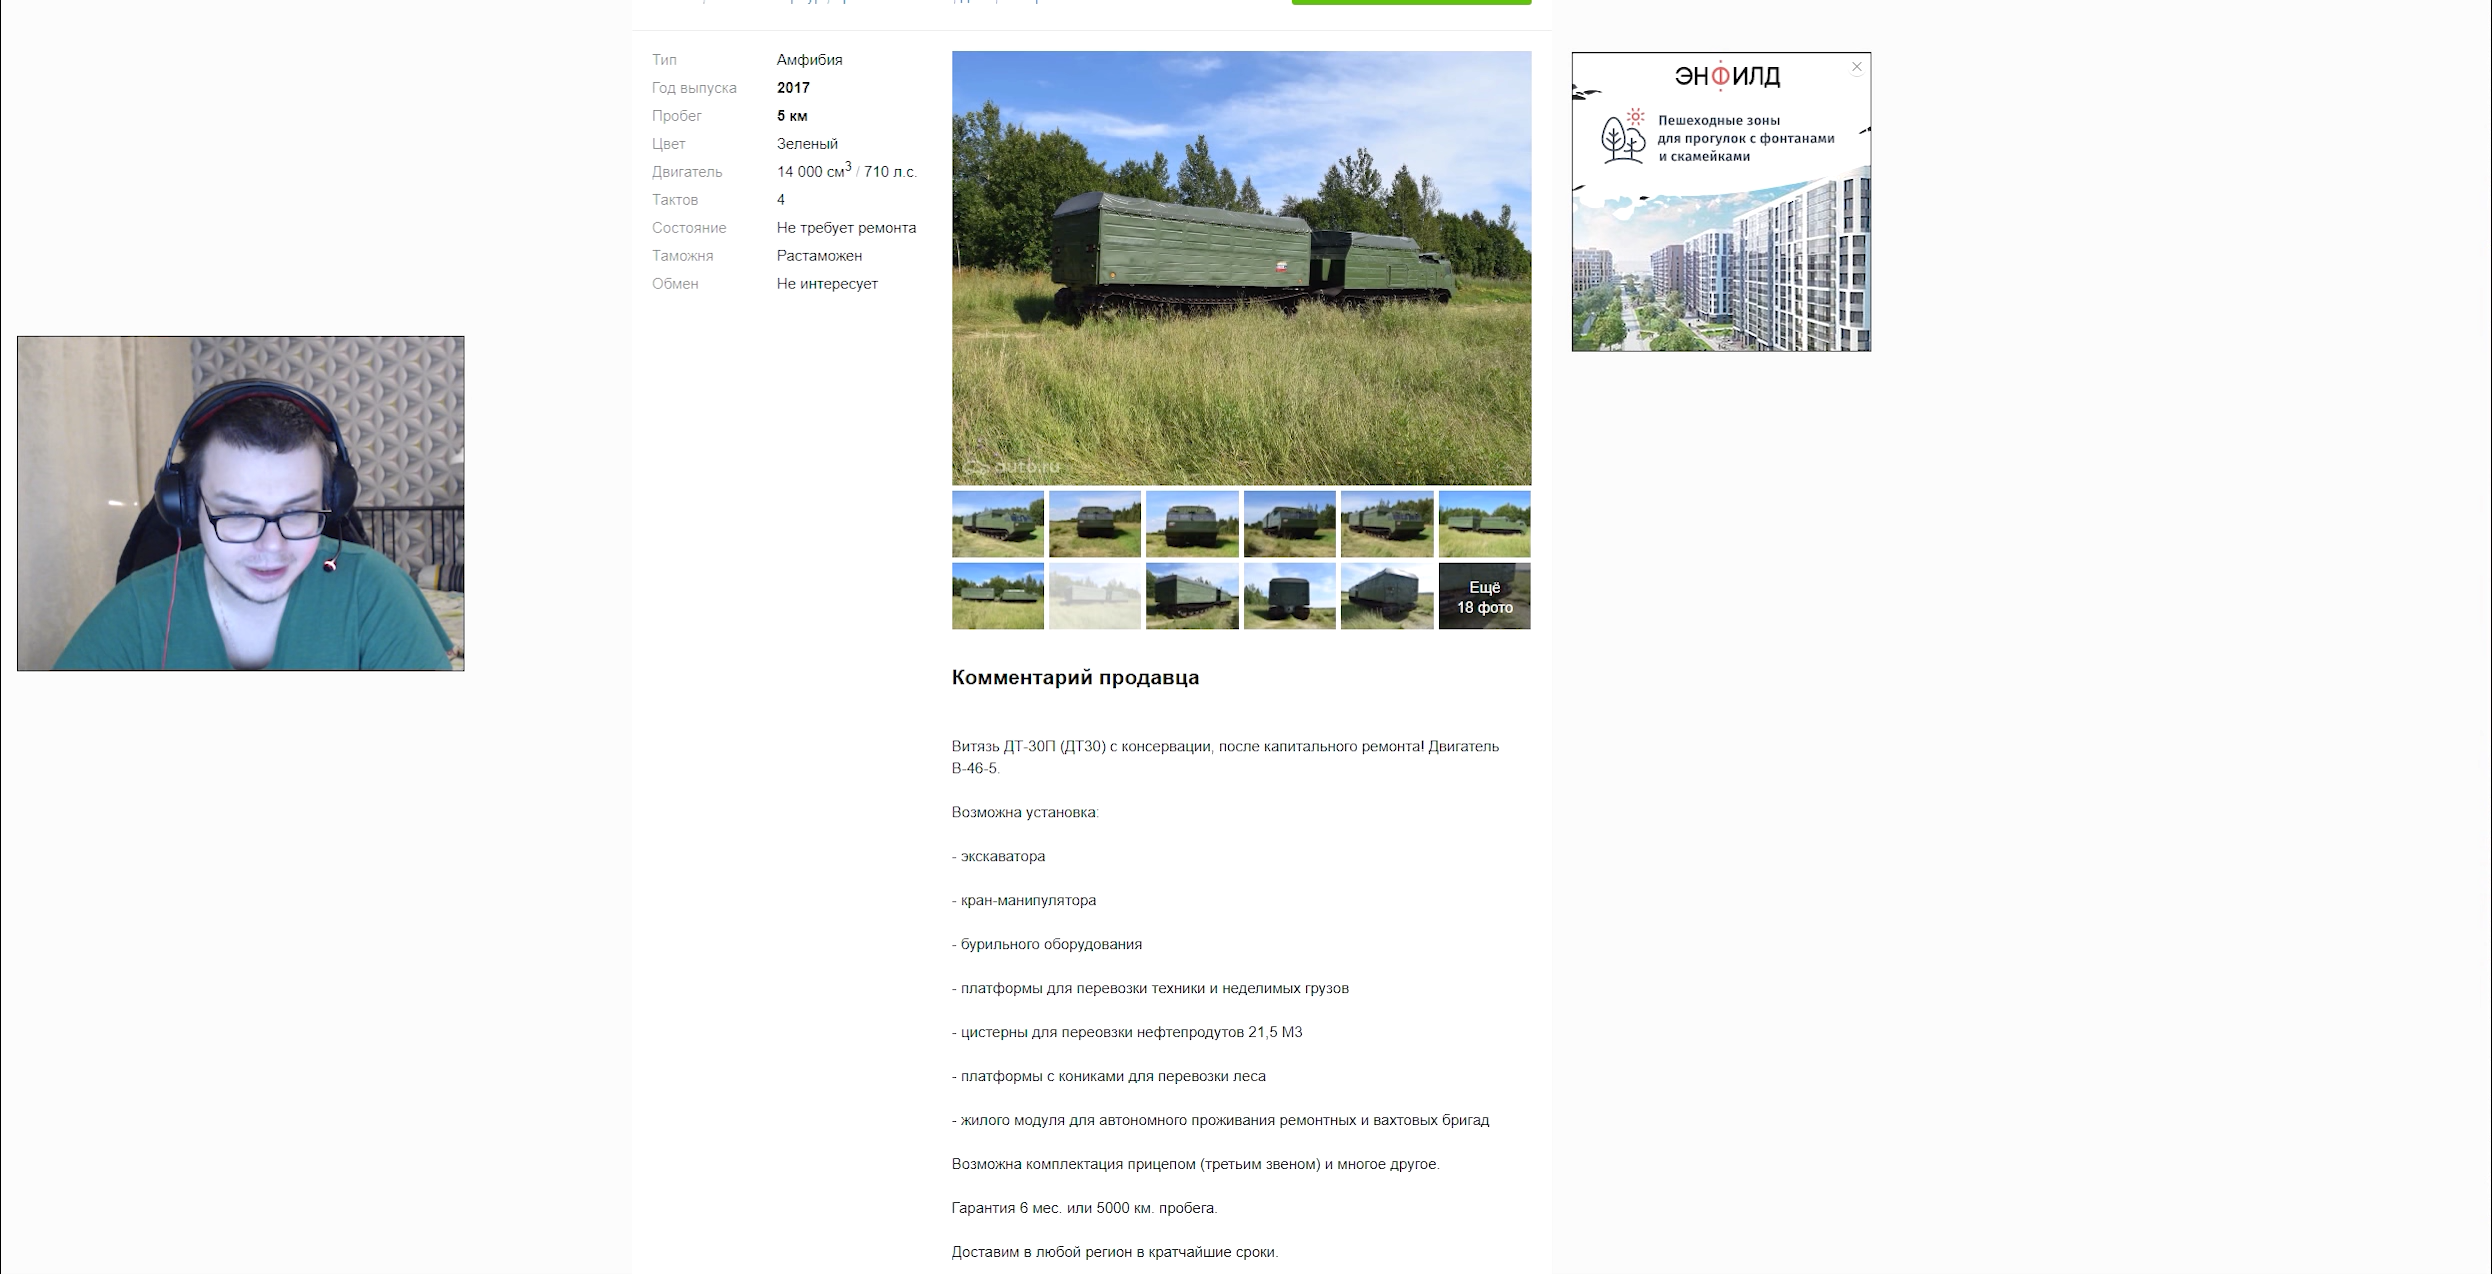 Тип Амфибия
Год выпуска 2017
Пробег 5 км
Цвет Зеленый
Двигатель 14 000 см3 / 710 л.с.
Тактов 4
Состояние Не требует ремонта
Таможня Растаможен
Обмен Не интересует
auto.ru
Ещё
18 фото
ЭНФИЛД
Пешеходные зоны
для прогулок с фонтанами
и скамейками
Комментарий продавца
Витязь ДТ-30П (ДТ30) с консервации, после капитального ремонта! Двигатель
В-46-5.
Возможна установка:
- экскаватора
- кран-манипулятора
- бурильного оборудования
- платформы для перевозки техники и неделимых грузов
- цистерны для переовзки нефтепродутов 21,5 М3
- платформы с кониками для перевозки леса
- жилого модуля для автономного проживания ремонтных и вахтовых бригад
Возможна комплектация прицепом (третьим звеном) и многое другое.
Гарантия 6 мес. или 5000 км. пробега.
Доставим в любой регион в кратчайшие сроки.